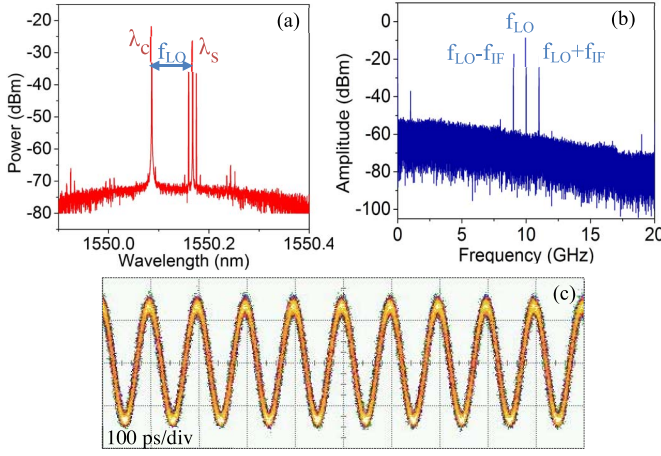 (a)
-20
-30
-40
-50
-60
-70
-80
Power (dBm)
λC
fLO
λS
1550.0
1550.2
1550.4
Wavelength (nm)
(b)
0
-20
-40
-60
-80
-100
Amplitude (dBm)
fLO
fLO-fIF
fLO+fIF
0
5
10
15
20
Frequency (GHz)
(c)
100 ps/div